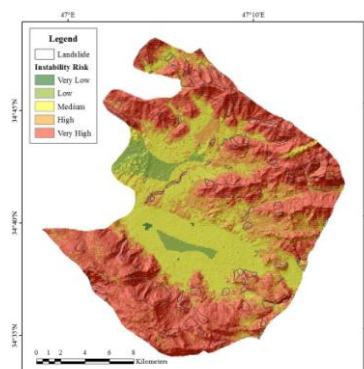 47°E
47°10'E
Legend
Landslide
Instability Risk
Very Low
Low
Medium
High
Very High
34°45'N
34°40'N
34°35'N
0 1 2 4 6 8
Kilometers